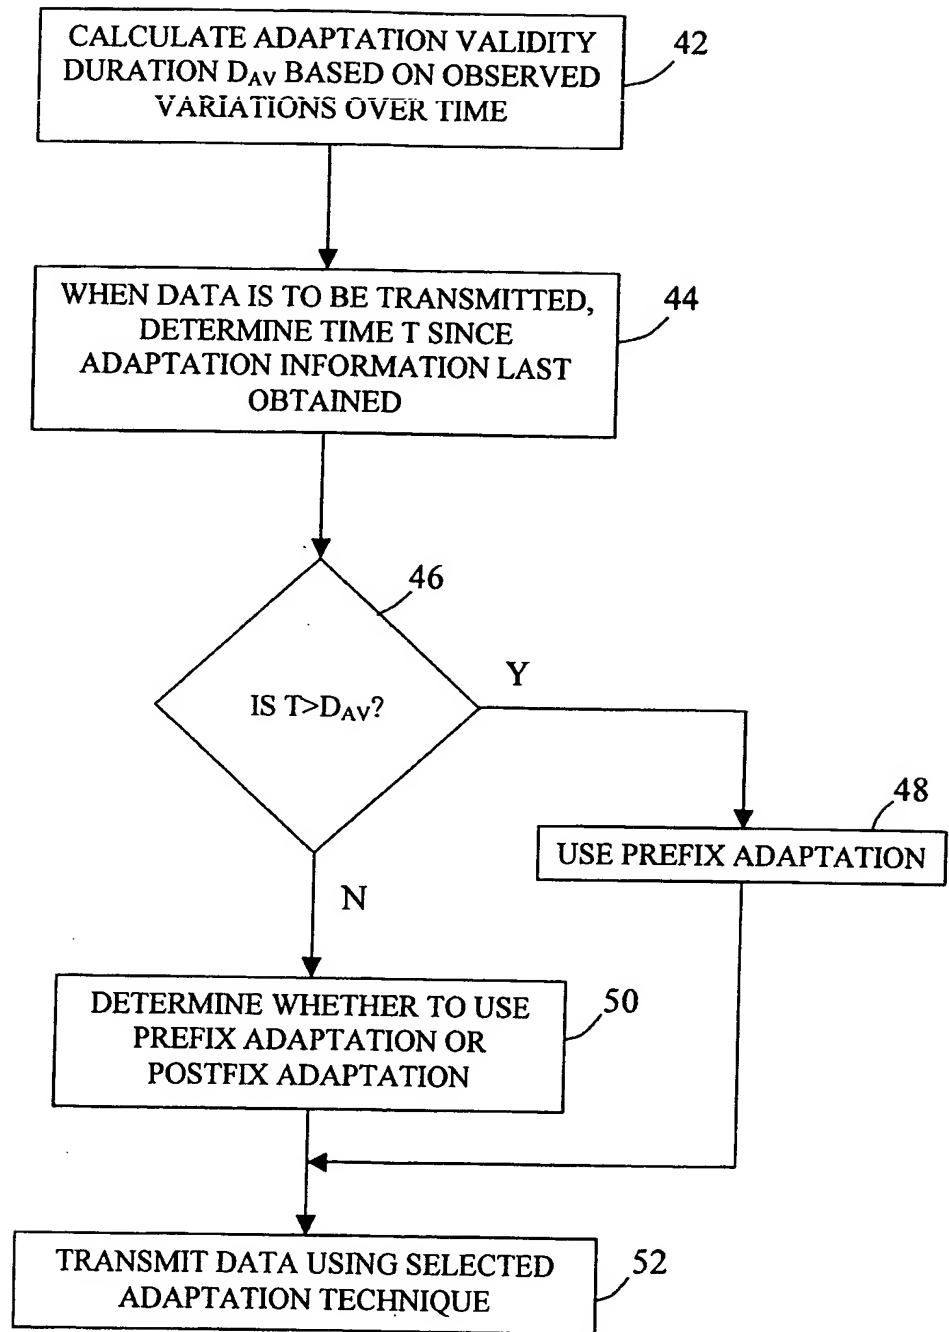 CALCULATE ADAPTATION VALIDITY
DURATION DAV BASED ON OBSERVED
VARIATIONS OVER TIME
42
WHEN DATA IS TO BE TRANSMITTED,
DETERMINE TIME T SINCE
ADAPTATION INFORMATION LAST
OBTAINED
44
46
IS T>DAV?
Y
48
USE PREFIX ADAPTATION
N
DETERMINE WHETHER TO USE
PREFIX ADAPTATION OR
POSTFIX ADAPTATION
50
TRANSMIT DATA USING SELECTED
ADAPTATION TECHNIQUE
52